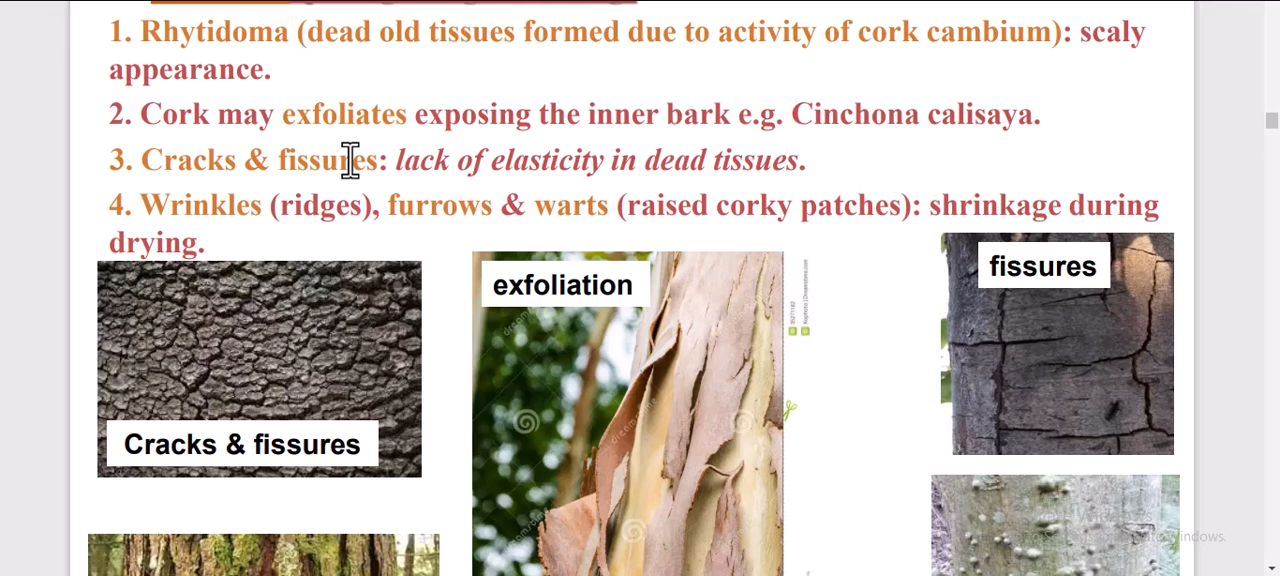 1. Rhytidoma (dead old tissues formed due to activity of cork cambium): scaly
appearance.
2. Cork may exfoliates exposing the inner bark e.g. Cinchona calisaya.
3. Cracks & fissures: lack of elasticity in dead tissues.
4. Wrinkles (ridges), furrows & warts (raised corky patches): shrinkage during
drying.
fissures
exfoliation
Cracks & fissures